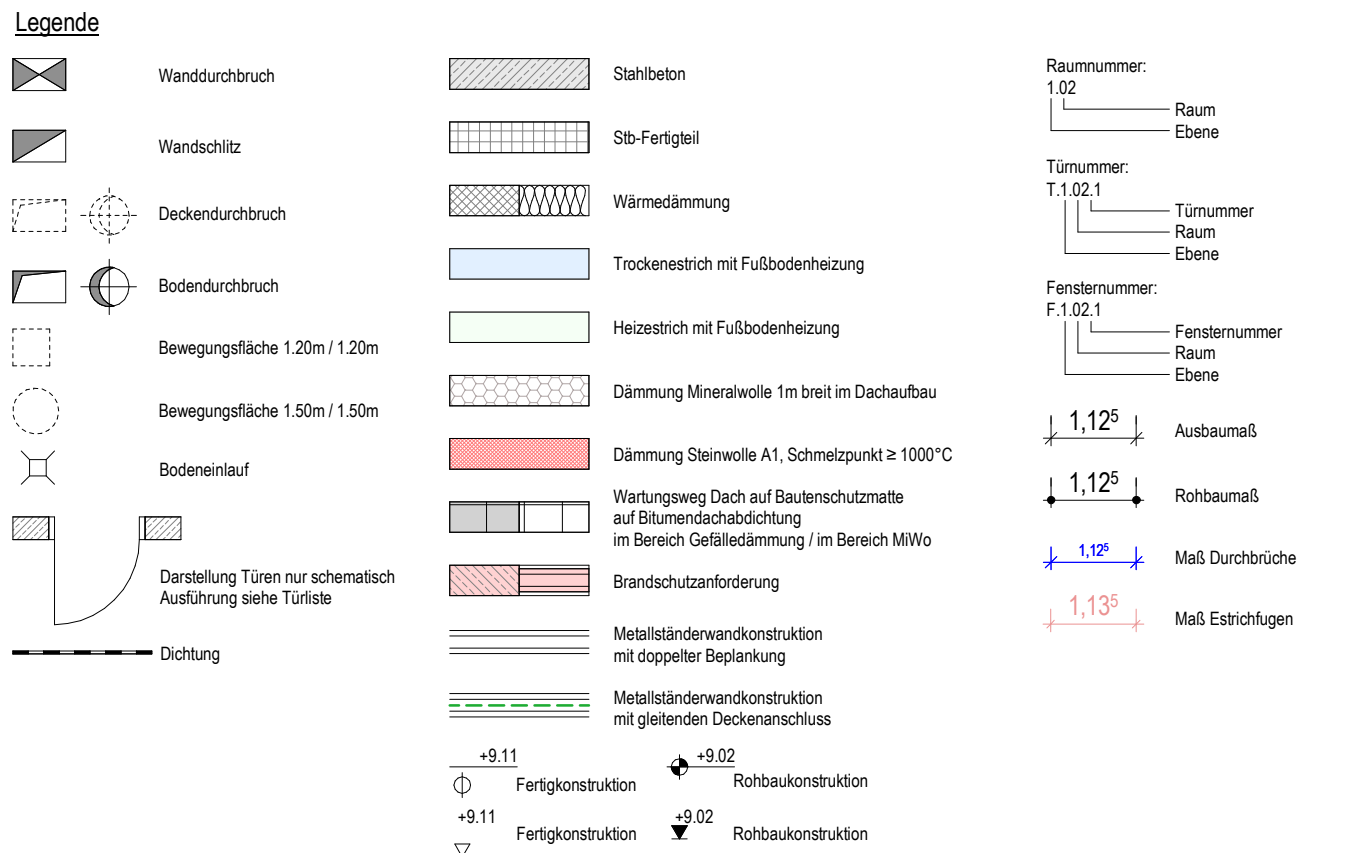 Legende
Wanddurchbruch
Wandschlitz
Deckendurchbruch
Bodendurchbruch
Bewegungsfläche 1.20m / 1.20m
Bewegungsfläche 1.50m / 1.50m
Bodeneinlauf
Darstellung Türen nur schematisch
Ausführung siehe Türliste
Dichtung
Stahlbeton
Stb-Fertigteil
Wärmedämmung
Trockenestrich mit Fußbodenheizung
Heizestrich mit Fußbodenheizung
Dämmung Mineralwolle 1m breit im Dachaufbau
Dämmung Steinwolle A1, Schmelzpunkt ≥ 1000°C
Wartungsweg Dach auf Bautenschutzmatte
auf Bitumendachabdichtung
im Bereich Gefälledämmung / im Bereich MiWo
Brandschutzanforderung
Metallständerwandkonstruktion
mit doppelter Beplankung
Metallständerwandkonstruktion
mit gleitenden Deckenanschluss
+9.11
Fertigkonstruktion
+9.02
Rohbaukonstruktion
+9.11
Fertigkonstruktion
+9.02
Rohbaukonstruktion
Raumnummer:
1.02
Raum
Ebene
Türnummer:
T.1.02.1
Türnummer
Raum
Ebene
Fensternummer:
F.1.02.1
Fensternummer
Raum
Ebene
1,12⁵
Ausbaumaß
1,12⁵
Rohbaumaß
1,12⁵
Maß Durchbrüche
1,13⁵
Maß Estrichfugen